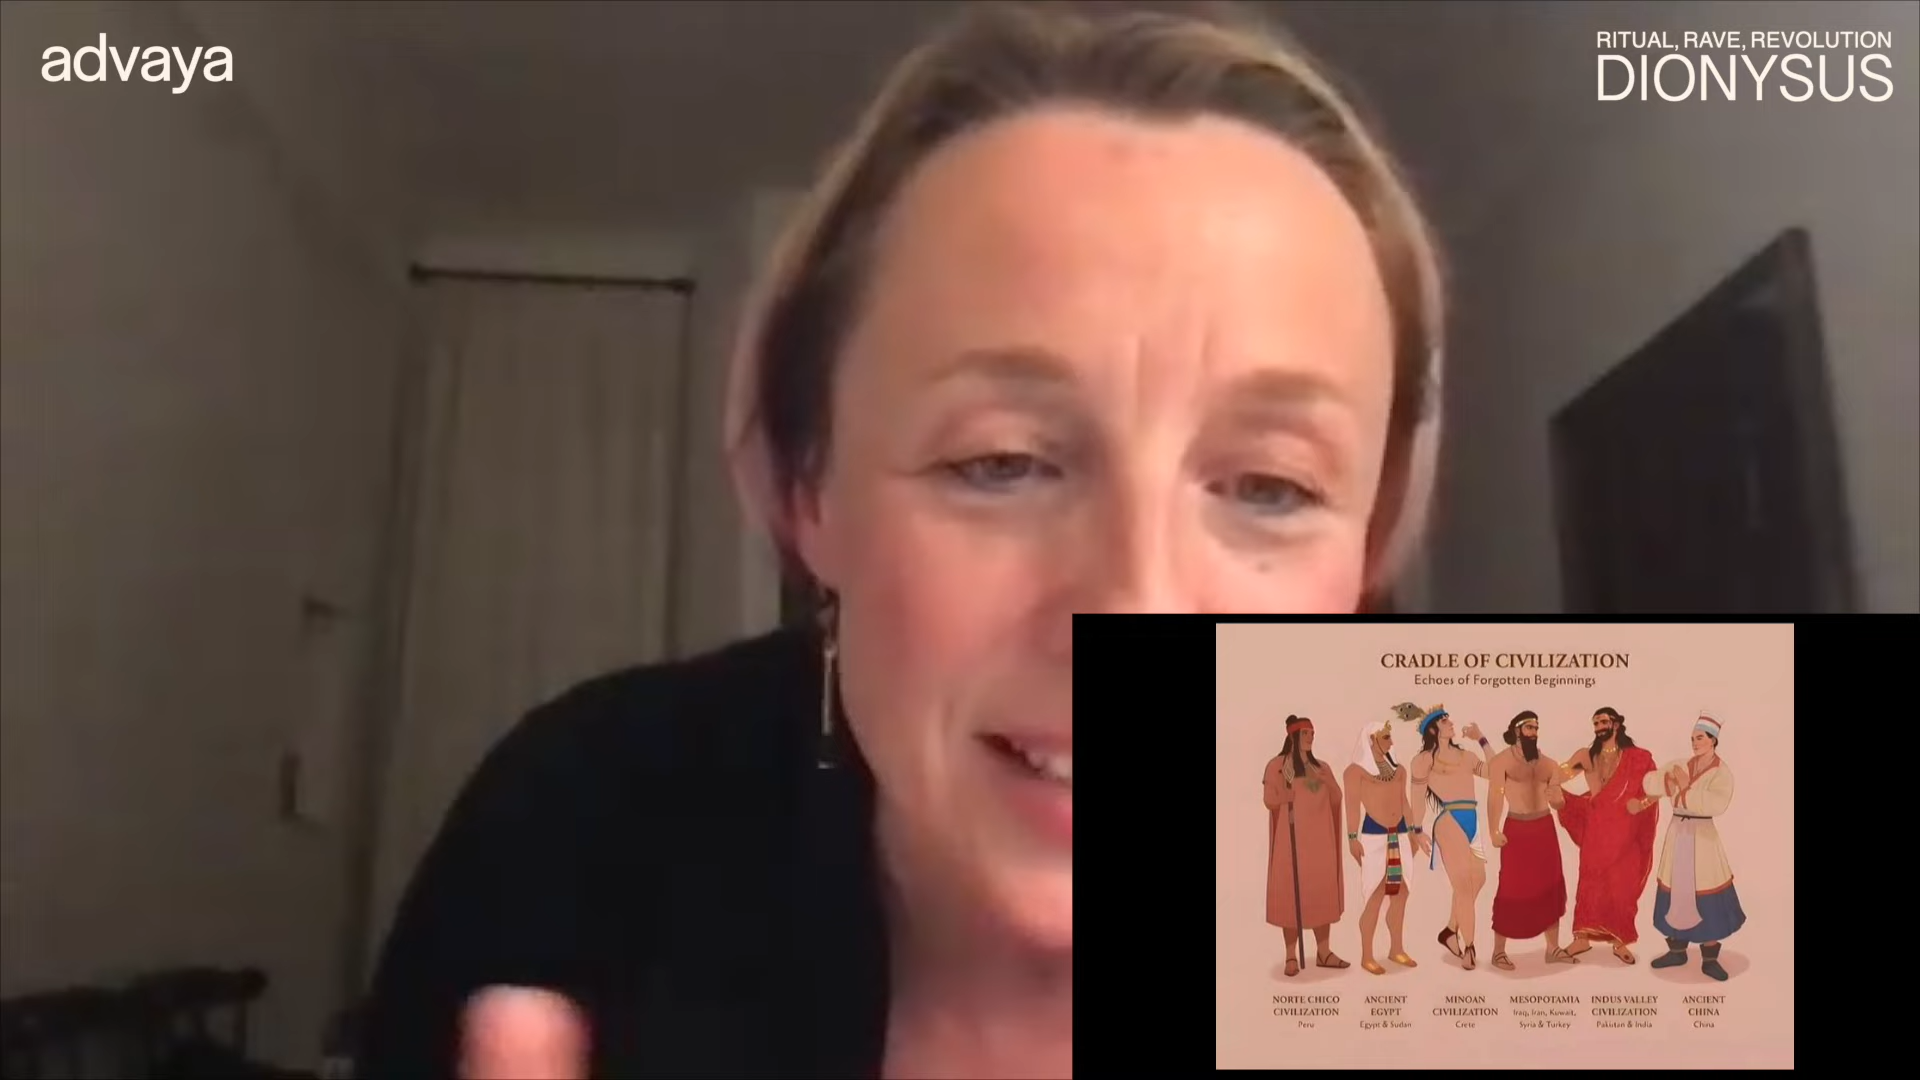 advaya
RITUAL, RAVE, REVOLUTION
DIONYSUS
CRADLE OF CIVILIZATION
Echoes of Forgotten Beginnings
NORTE CHICO
CIVILIZATION
Peru
ANCIENT
EGYPT
Egypt & Sudan
MINOAN
CIVILIZATION
Crete
MESOPOTAMIA
Iraq, Iran, Kuwait,
Syria & Turkey
INDUS VALLEY
CIVILIZATION
Pakistan & India
ANCIENT
CHINA
China